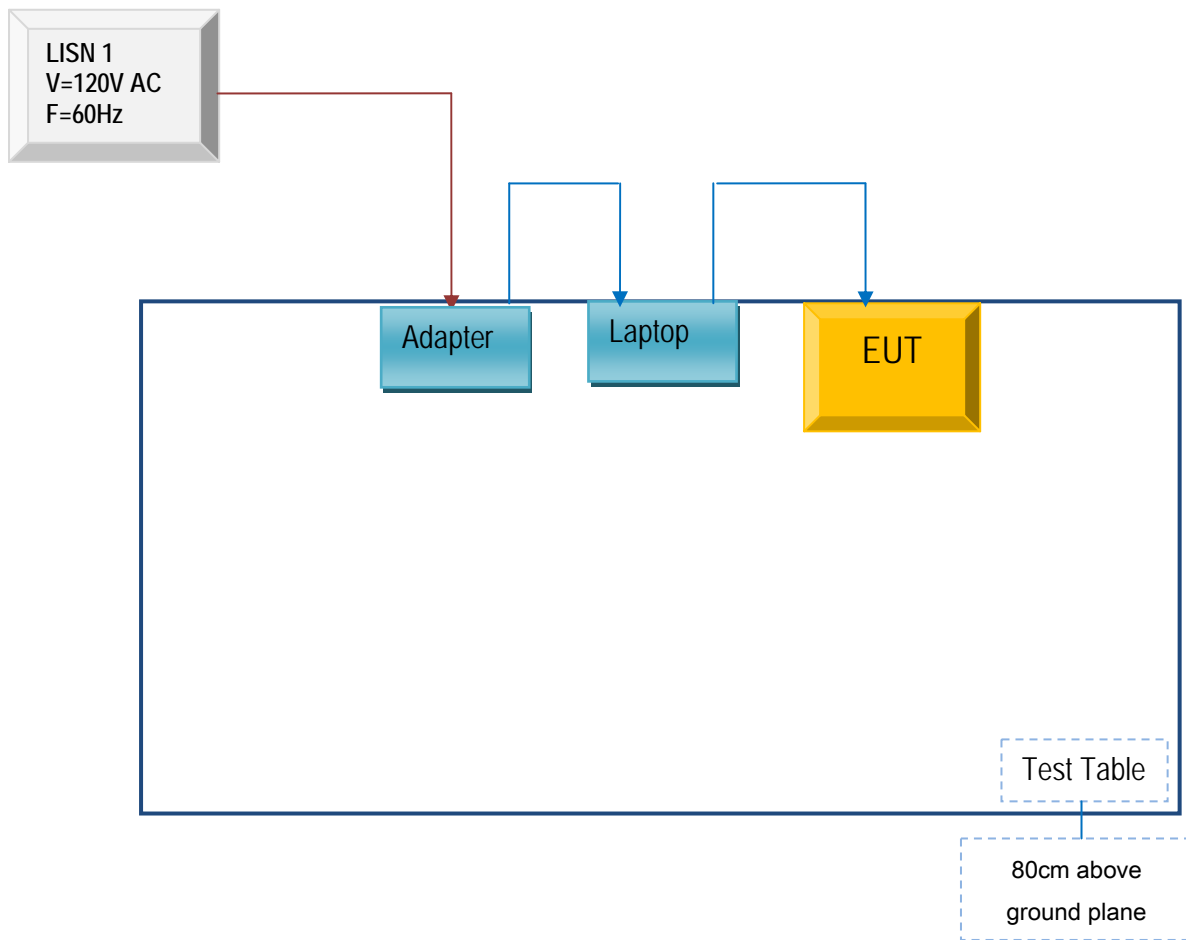 LISN 1
V=120V AC
F=60Hz
Adapter
Laptop
EUT
Test Table
80cm above
ground plane